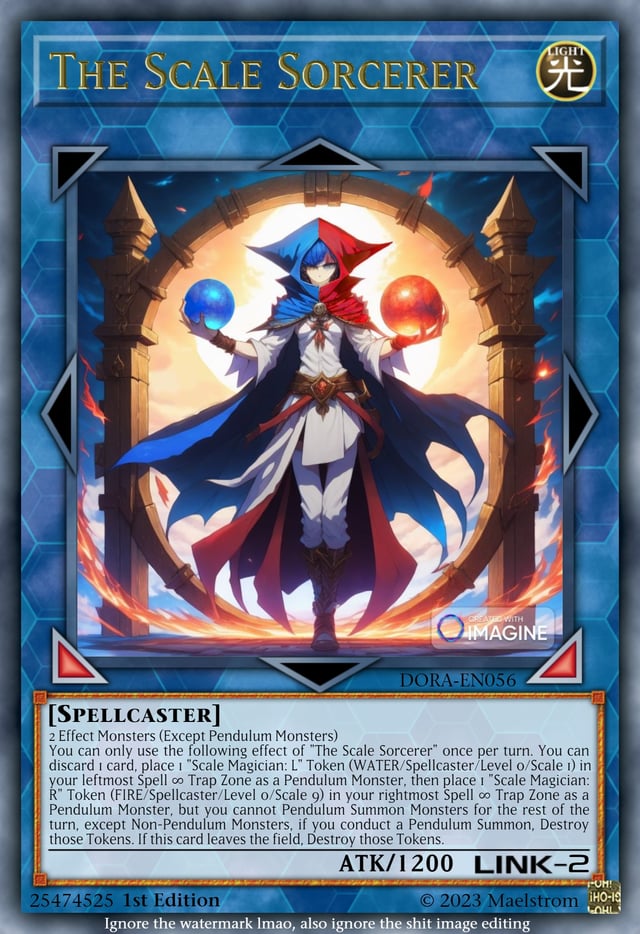 THE SCALE SORCERER
LIGHT
光
CREATED WITH
IMAGINE
DORA-EN056
[SPELLCASTER]
2 Effect Monsters (Except Pendulum Monsters)
You can only use the following effect of "The Scale Sorcerer" once per turn. You can
discard 1 card, place 1 "Scale Magician: L" Token (WATER/Spellcaster/Level 0/Scale 1) in
your leftmost Spell ∞ Trap Zone as a Pendulum Monster, then place 1 "Scale Magician:
R" Token (FIRE/Spellcaster/Level 0/Scale 9) in your rightmost Spell ∞ Trap Zone as a
Pendulum Monster, but you cannot Pendulum Summon Monsters for the rest of the
turn, except Non-Pendulum Monsters, if you conduct a Pendulum Summon, Destroy
those Tokens. If this card leaves the field, Destroy those Tokens.
ATK/1200 LINK-2
25474525 1st Edition © 2023 Maelstrom
Ignore the watermark lmao, also ignore the shit image editing